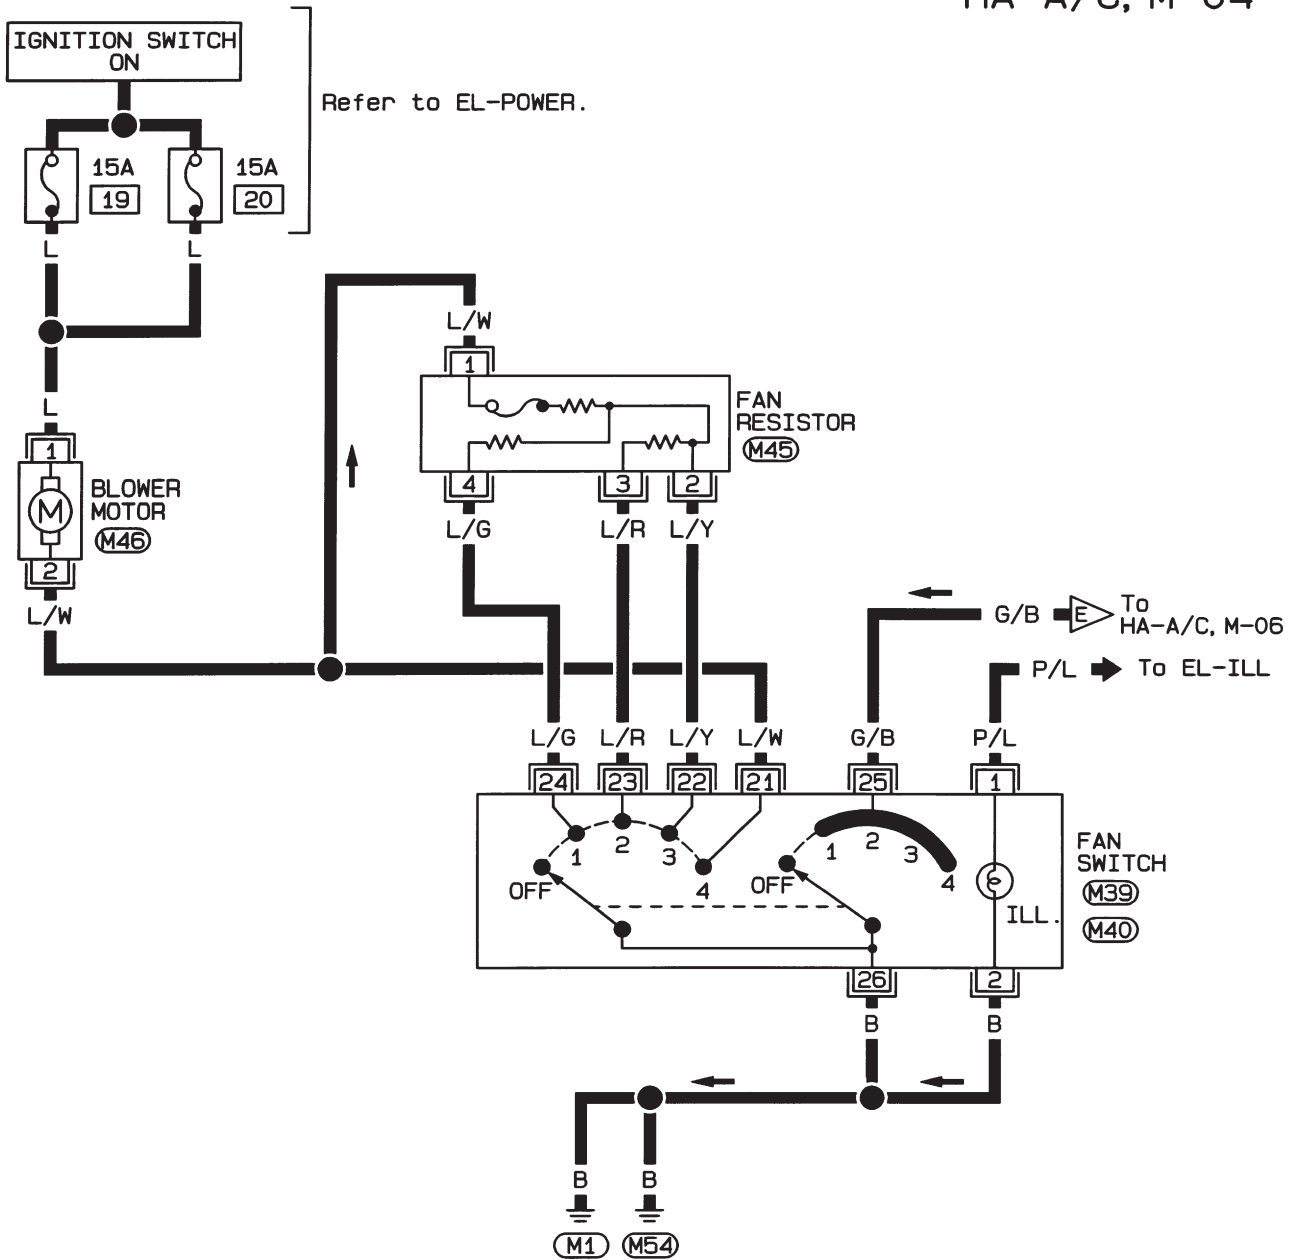 HA-A/C, M-04
IGNITION SWITCH
ON
Refer to EL-POWER.
15A
19
15A
20
L
L
L/W
1
FAN
RESISTOR
M45
L
1
M
BLOWER
MOTOR
M46
2
L/W
4
3
2
L/G
L/R
L/Y
G/B
E
To
HA-A/C, M-06
P/L
To EL-ILL
L/G
L/R
L/Y
L/W
G/B
P/L
24
23
22
21
25
1
1
2
3
4
OFF
1
2
3
4
OFF
ILL.
FAN
SWITCH
M39
M40
26
2
B
B
B
B
M1
M54